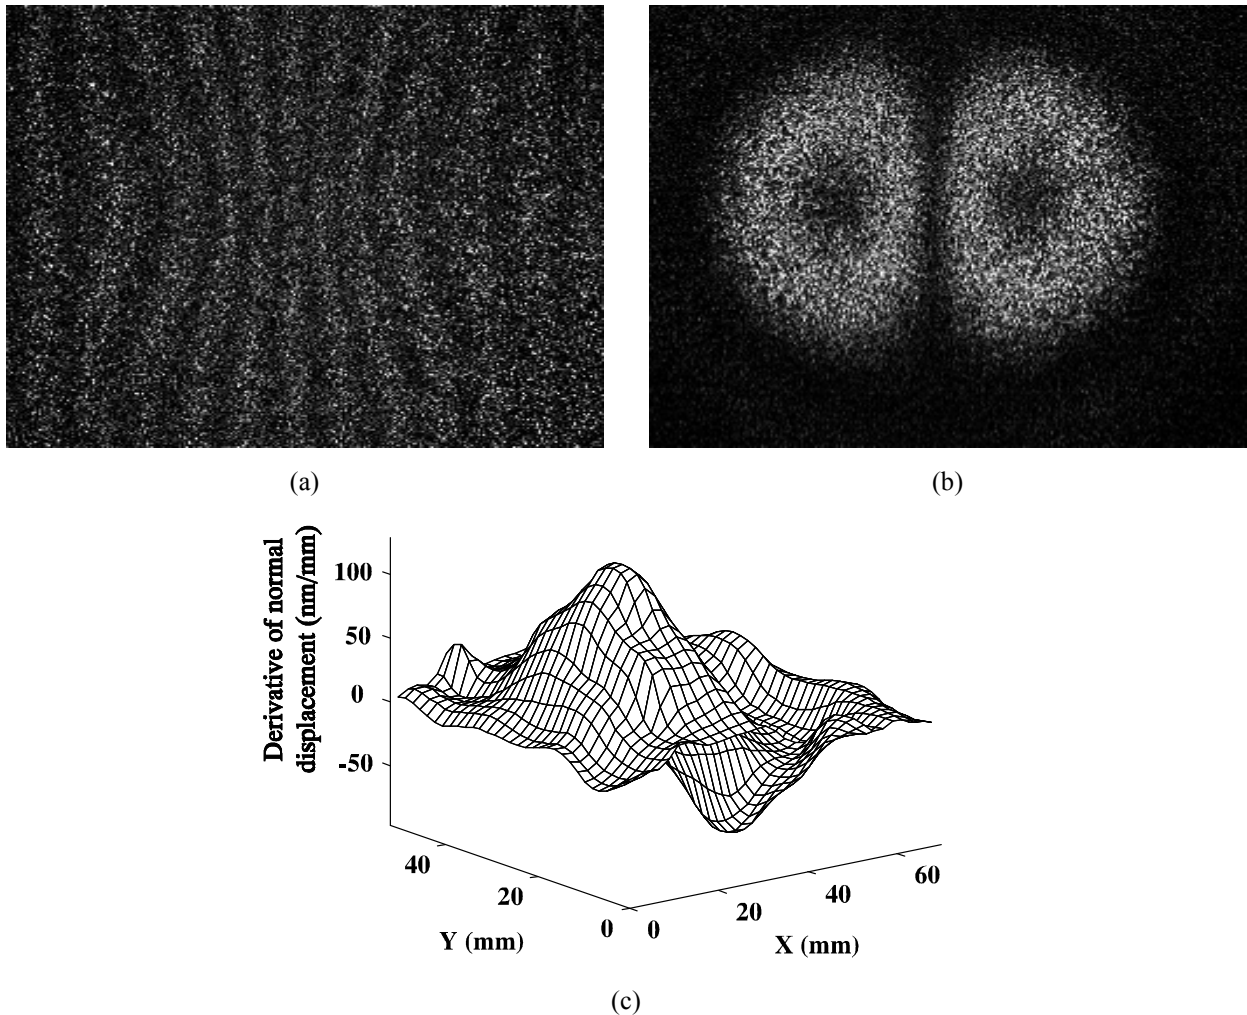 (a)
(b)
Derivative of normal
displacement (nm/mm)
100
50
0
-50
40
20
0
Y (mm)
0
20
40
60
X (mm)
(c)